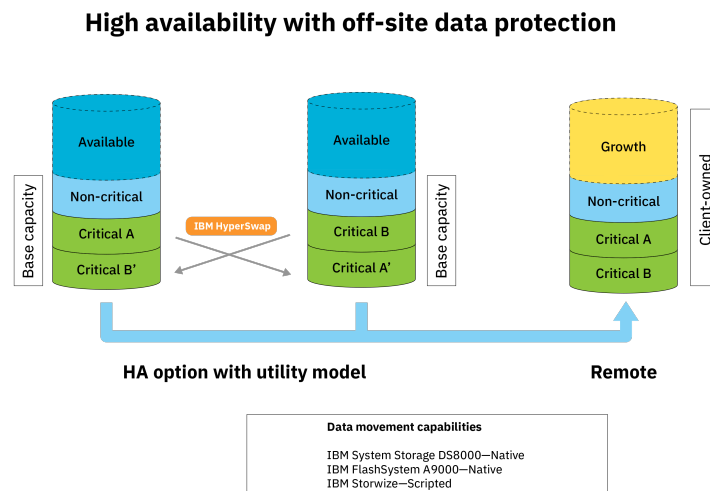 High availability with off-site data protection
Available
Non-critical
Critical A
Critical B’
Base capacity
IBM HyperSwap
Available
Non-critical
Critical B
Critical A’
Base capacity
Growth
Non-critical
Critical A
Critical B
Client-owned
HA option with utility model
Remote
Data movement capabilities
IBM System Storage DS8000—Native
IBM FlashSystem A9000—Native
IBM Storwize—Scripted